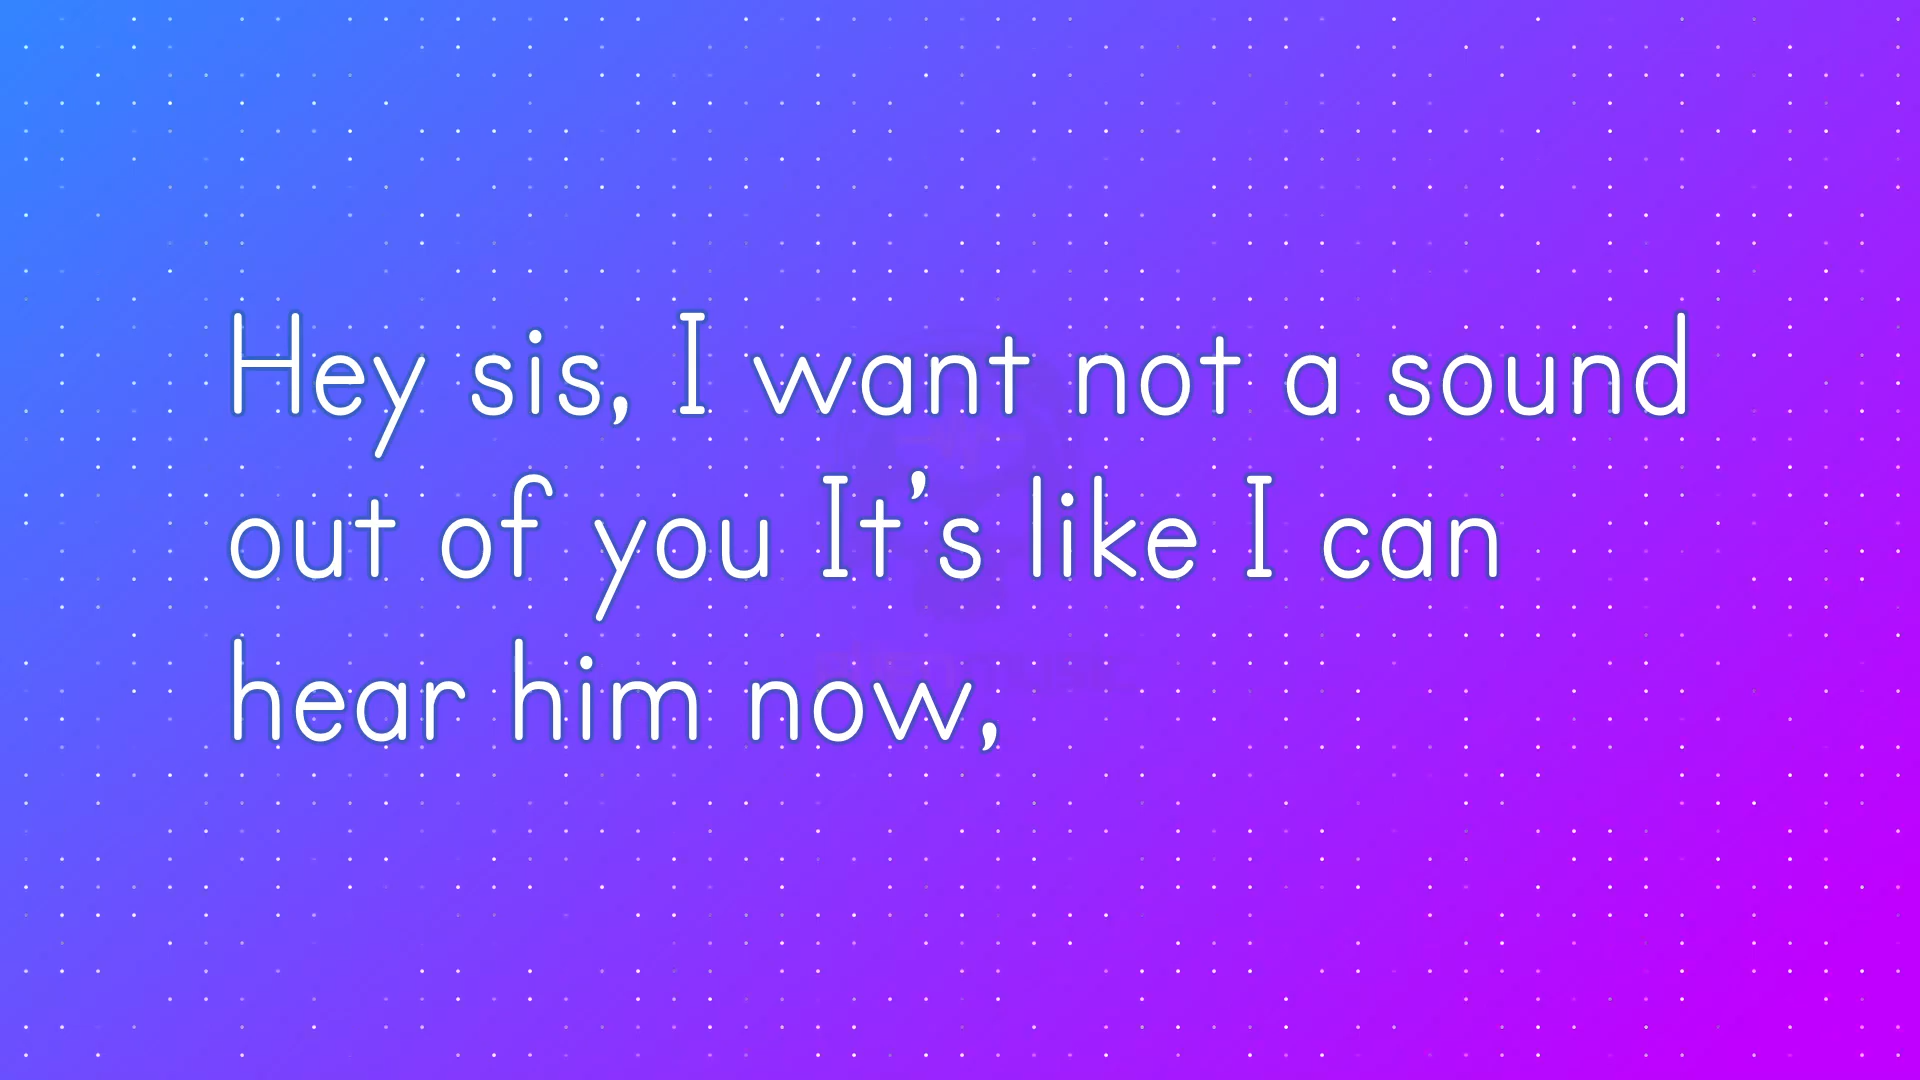 Hey sis, I want not a sound
out of you It’s like I can
hear him now,